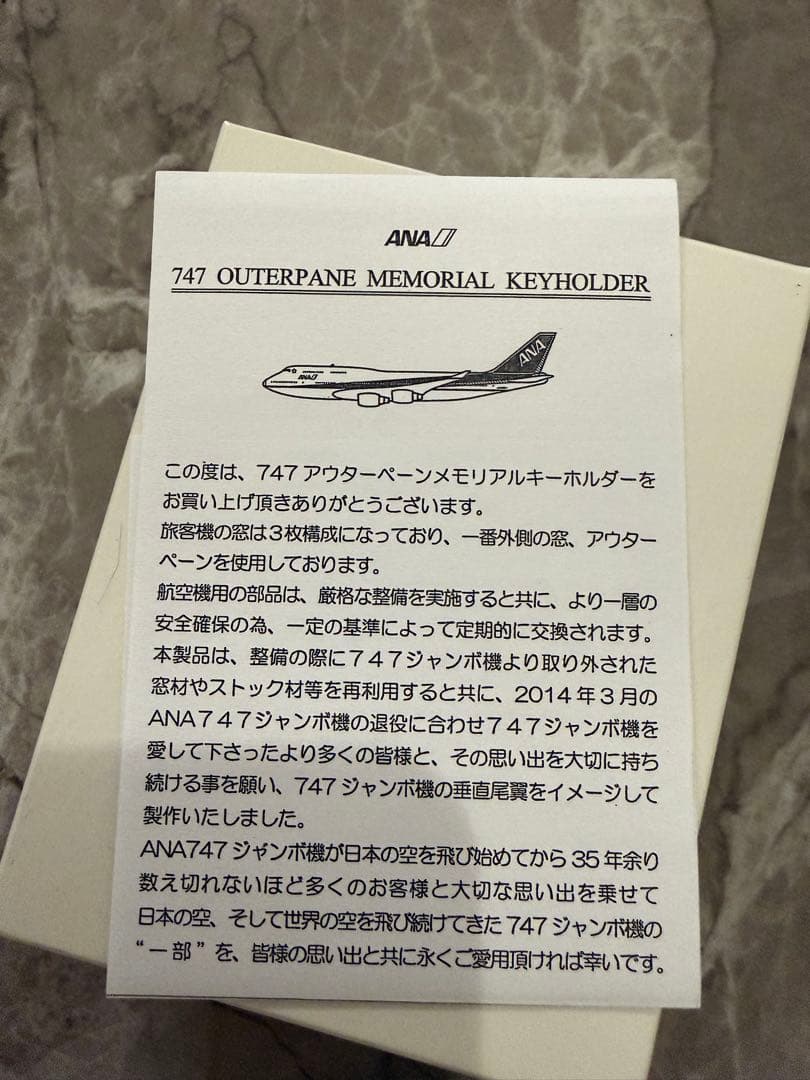 ANA
747 OUTERPANE MEMORIAL KEYHOLDER
ANA
ANA
この度は、747アウターペーンメモリアルキーホルダーを
お買い上げ頂きありがとうございます。
旅客機の窓は3枚構成になっており、一番外側の窓、アウター
ペーンを使用しております。
航空機用の部品は、厳格な整備を実施すると共に、より一層の
安全確保の為、一定の基準によって定期的に交換されます。
本製品は、整備の際に747ジャンボ機より取り外された
窓材やストック材等を再利用すると共に、2014年3月の
ANA747ジャンボ機の退役に合わせ747ジャンボ機を
愛して下さったより多くの皆様と、その思い出を大切に持ち
続ける事を願い、747ジャンボ機の垂直尾翼をイメージして
製作いたしました。
ANA747ジャンボ機が日本の空を飛び始めてから35年余り
数え切れないほど多くのお客様と大切な思い出を乗せて
日本の空、そして世界の空を飛び続けてきた747ジャンボ機の
“一部”を、皆様の思い出と共に永くご愛用頂ければ幸いです。